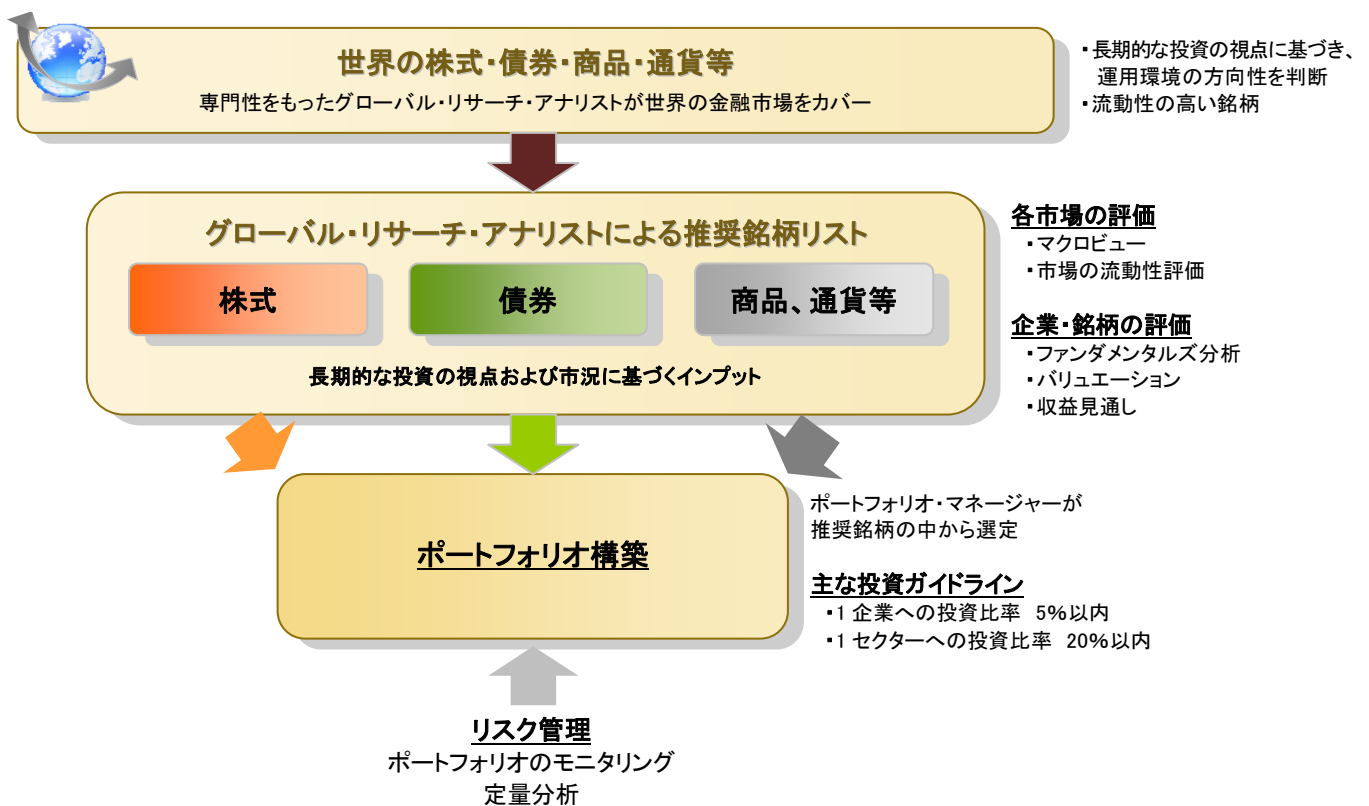 世界の株式・債券・商品・通貨等
専門性をもったグローバル・リサーチ・アナリストが世界の金融市場をカバー
・長期的な投資の視点に基づき、
運用環境の方向性を判断
・流動性の高い銘柄
グローバル・リサーチ・アナリストによる推奨銘柄リスト
株式
債券
商品、通貨等
長期的な投資の視点および市況に基づくインプット
各市場の評価
・マクロビュー
・市場の流動性評価
企業・銘柄の評価
・ファンダメンタルズ分析
・バリュエーション
・収益見通し
ポートフォリオ構築
ポートフォリオ・マネージャーが
推奨銘柄の中から選定
主な投資ガイドライン
・1 企業への投資比率 5%以内
・1 セクターへの投資比率 20%以内
リスク管理
ポートフォリオのモニタリング
定量分析